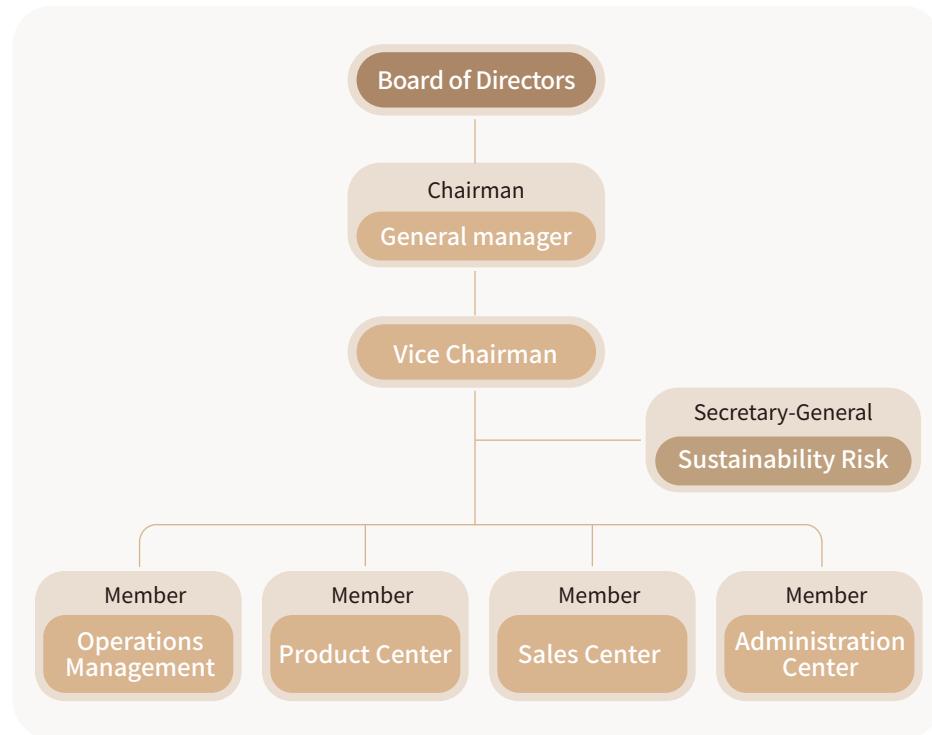 Board of Directors
Chairman
General manager
Vice Chairman
Secretary-General
Sustainability Risk
Member
Operations
Management
Member
Product Center
Member
Sales Center
Member
Administration
Center